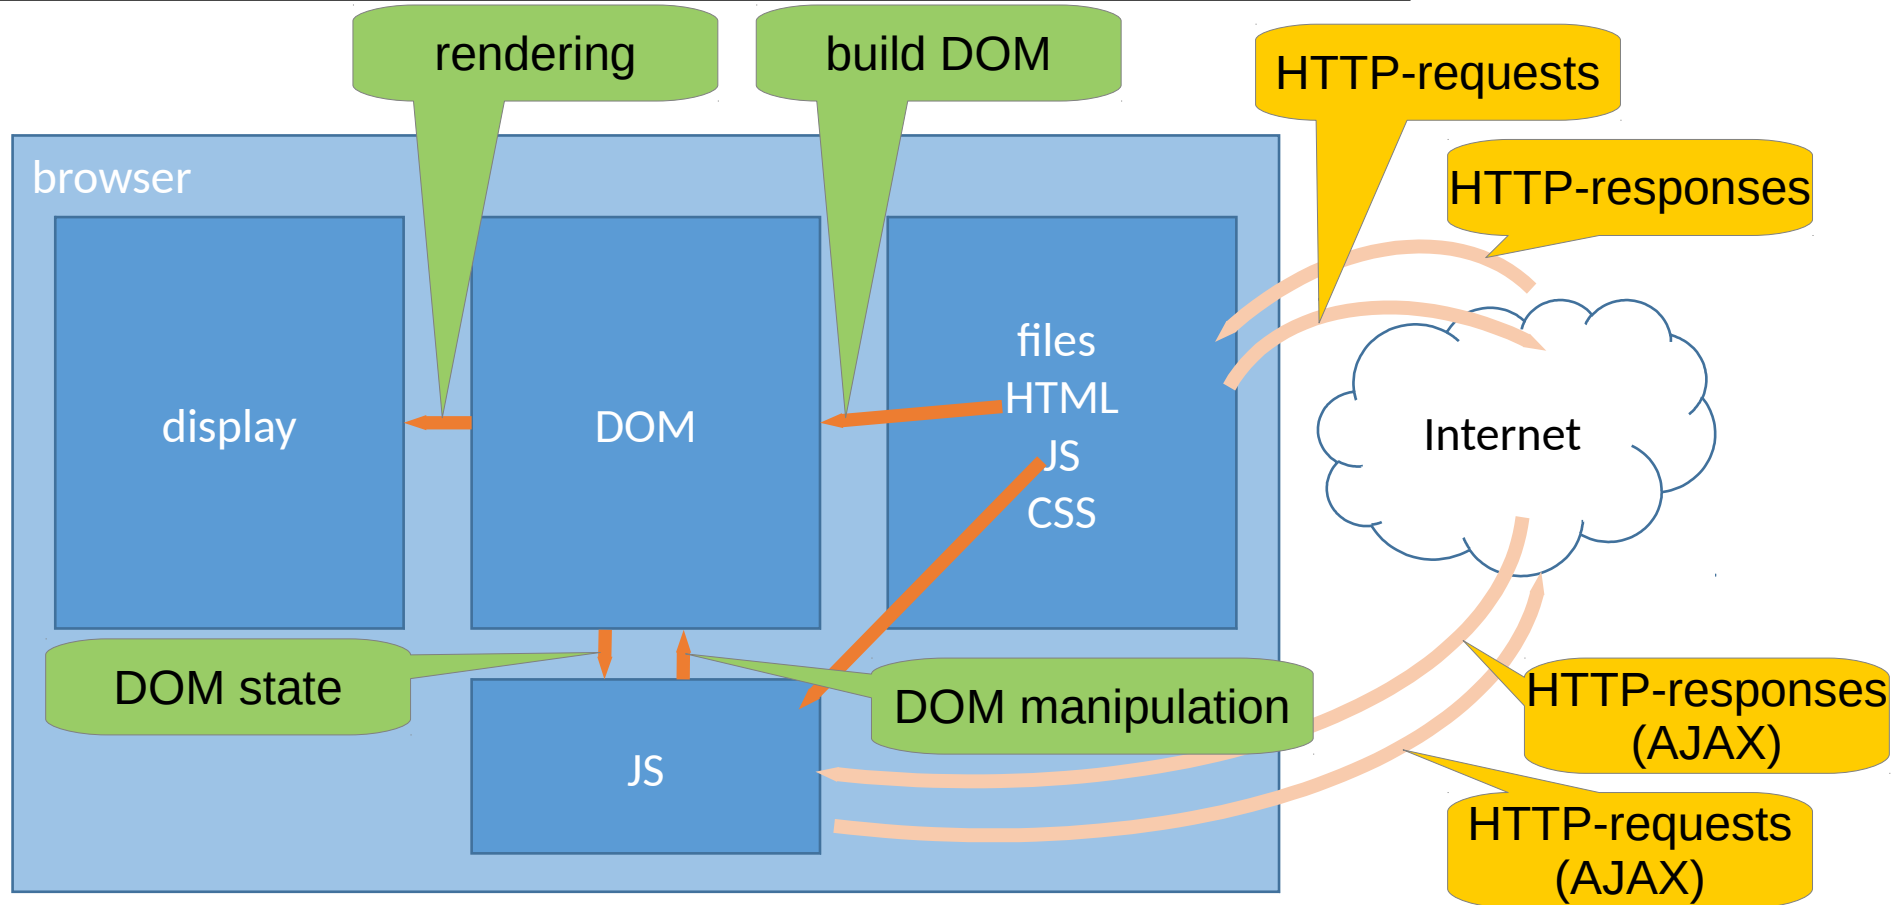 rendering
build DOM
HTTP-requests
HTTP-responses
browser
display
DOM
files
HTML
JS
CSS
Internet
DOM state
DOM manipulation
JS
HTTP-responses
(AJAX)
HTTP-requests
(AJAX)